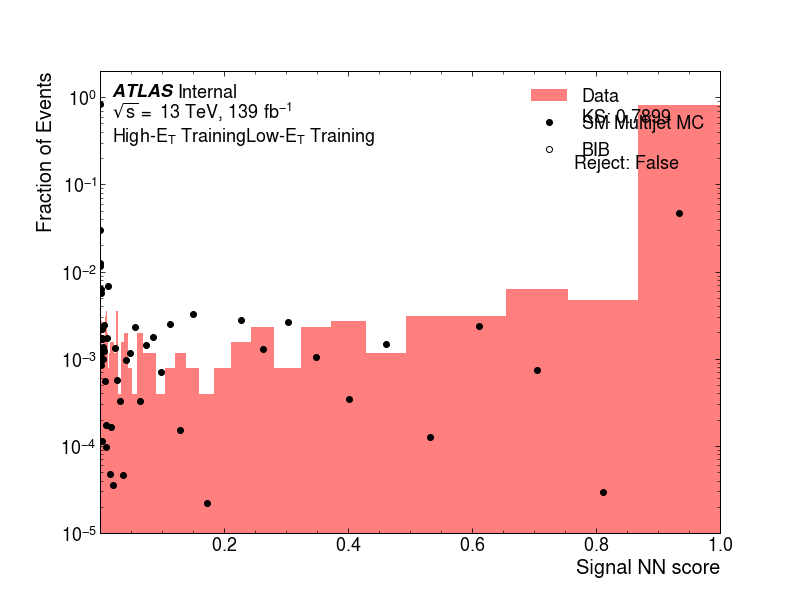 ATLAS Internal
√s = 13 TeV, 139 fb⁻¹
High-E_T TrainingLow-E_T Training
Data
KS: 0.7899
SM Multijet MC
BIB
Reject: False
Fraction of Events
10⁰
10⁻¹
10⁻²
10⁻³
10⁻⁴
10⁻⁵
0.2 0.4 0.6 0.8 1.0
Signal NN score